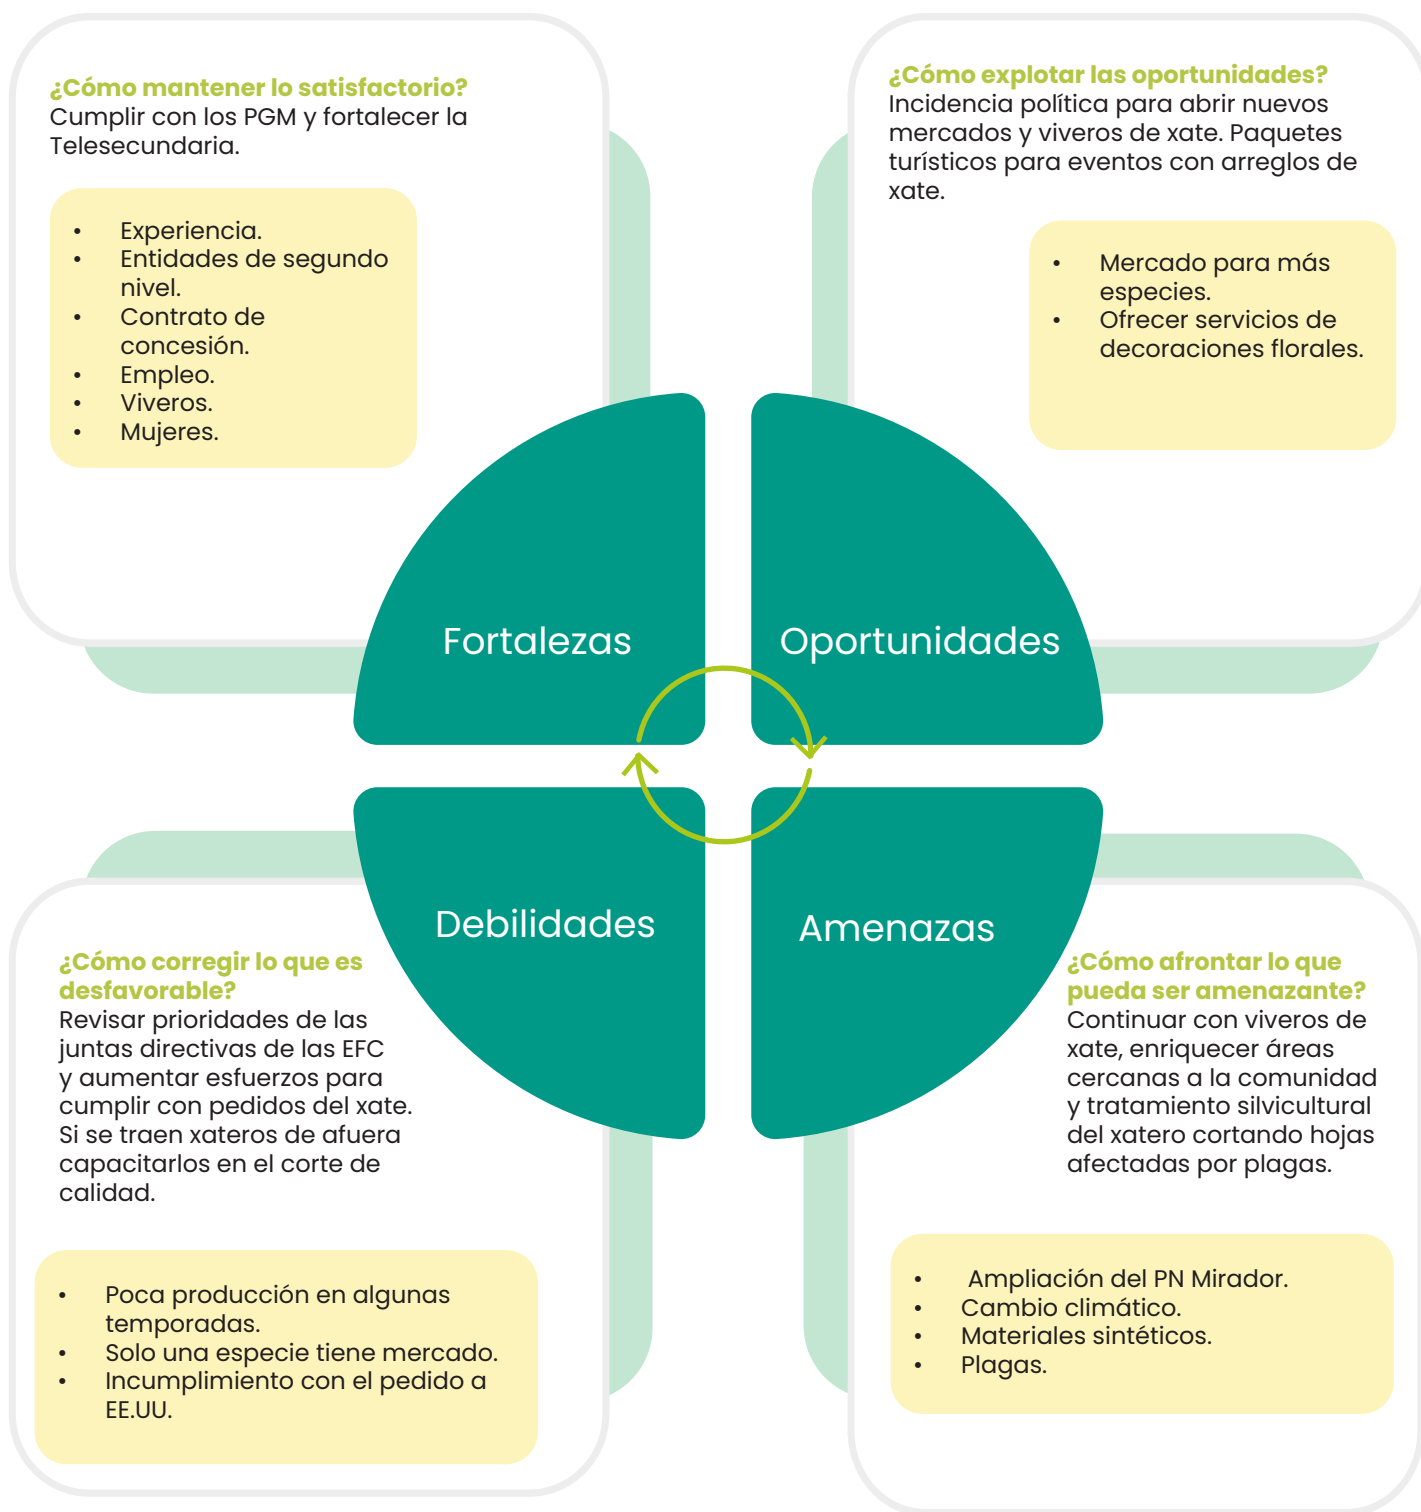 ¿Cómo mantener lo satisfactorio?
Cumplir con los PGM y fortalecer la
Telesecundaria.
• Experiencia.
• Entidades de segundo
nivel.
• Contrato de
concesión.
• Empleo.
• Viveros.
• Mujeres.
¿Cómo explotar las oportunidades?
Incidencia política para abrir nuevos
mercados y viveros de xate. Paquetes
turísticos para eventos con arreglos de
xate.
• Mercado para más
especies.
• Ofrecer servicios de
decoraciones florales.
Fortalezas
Oportunidades
Debilidades
Amenazas
¿Cómo corregir lo que es
desfavorable?
Revisar prioridades de las
juntas directivas de las EFC
y aumentar esfuerzos para
cumplir con pedidos del xate.
Si se traen xateros de afuera
capacitarlos en el corte de
calidad.
• Poca producción en algunas
temporadas.
• Solo una especie tiene mercado.
• Incumplimiento con el pedido a
EE.UU.
¿Cómo afrontar lo que
pueda ser amenazante?
Continuar con viveros de
xate, enriquecer áreas
cercanas a la comunidad
y tratamiento silvicultural
del xatero cortando hojas
afectadas por plagas.
• Ampliación del PN Mirador.
• Cambio climático.
• Materiales sintéticos.
• Plagas.